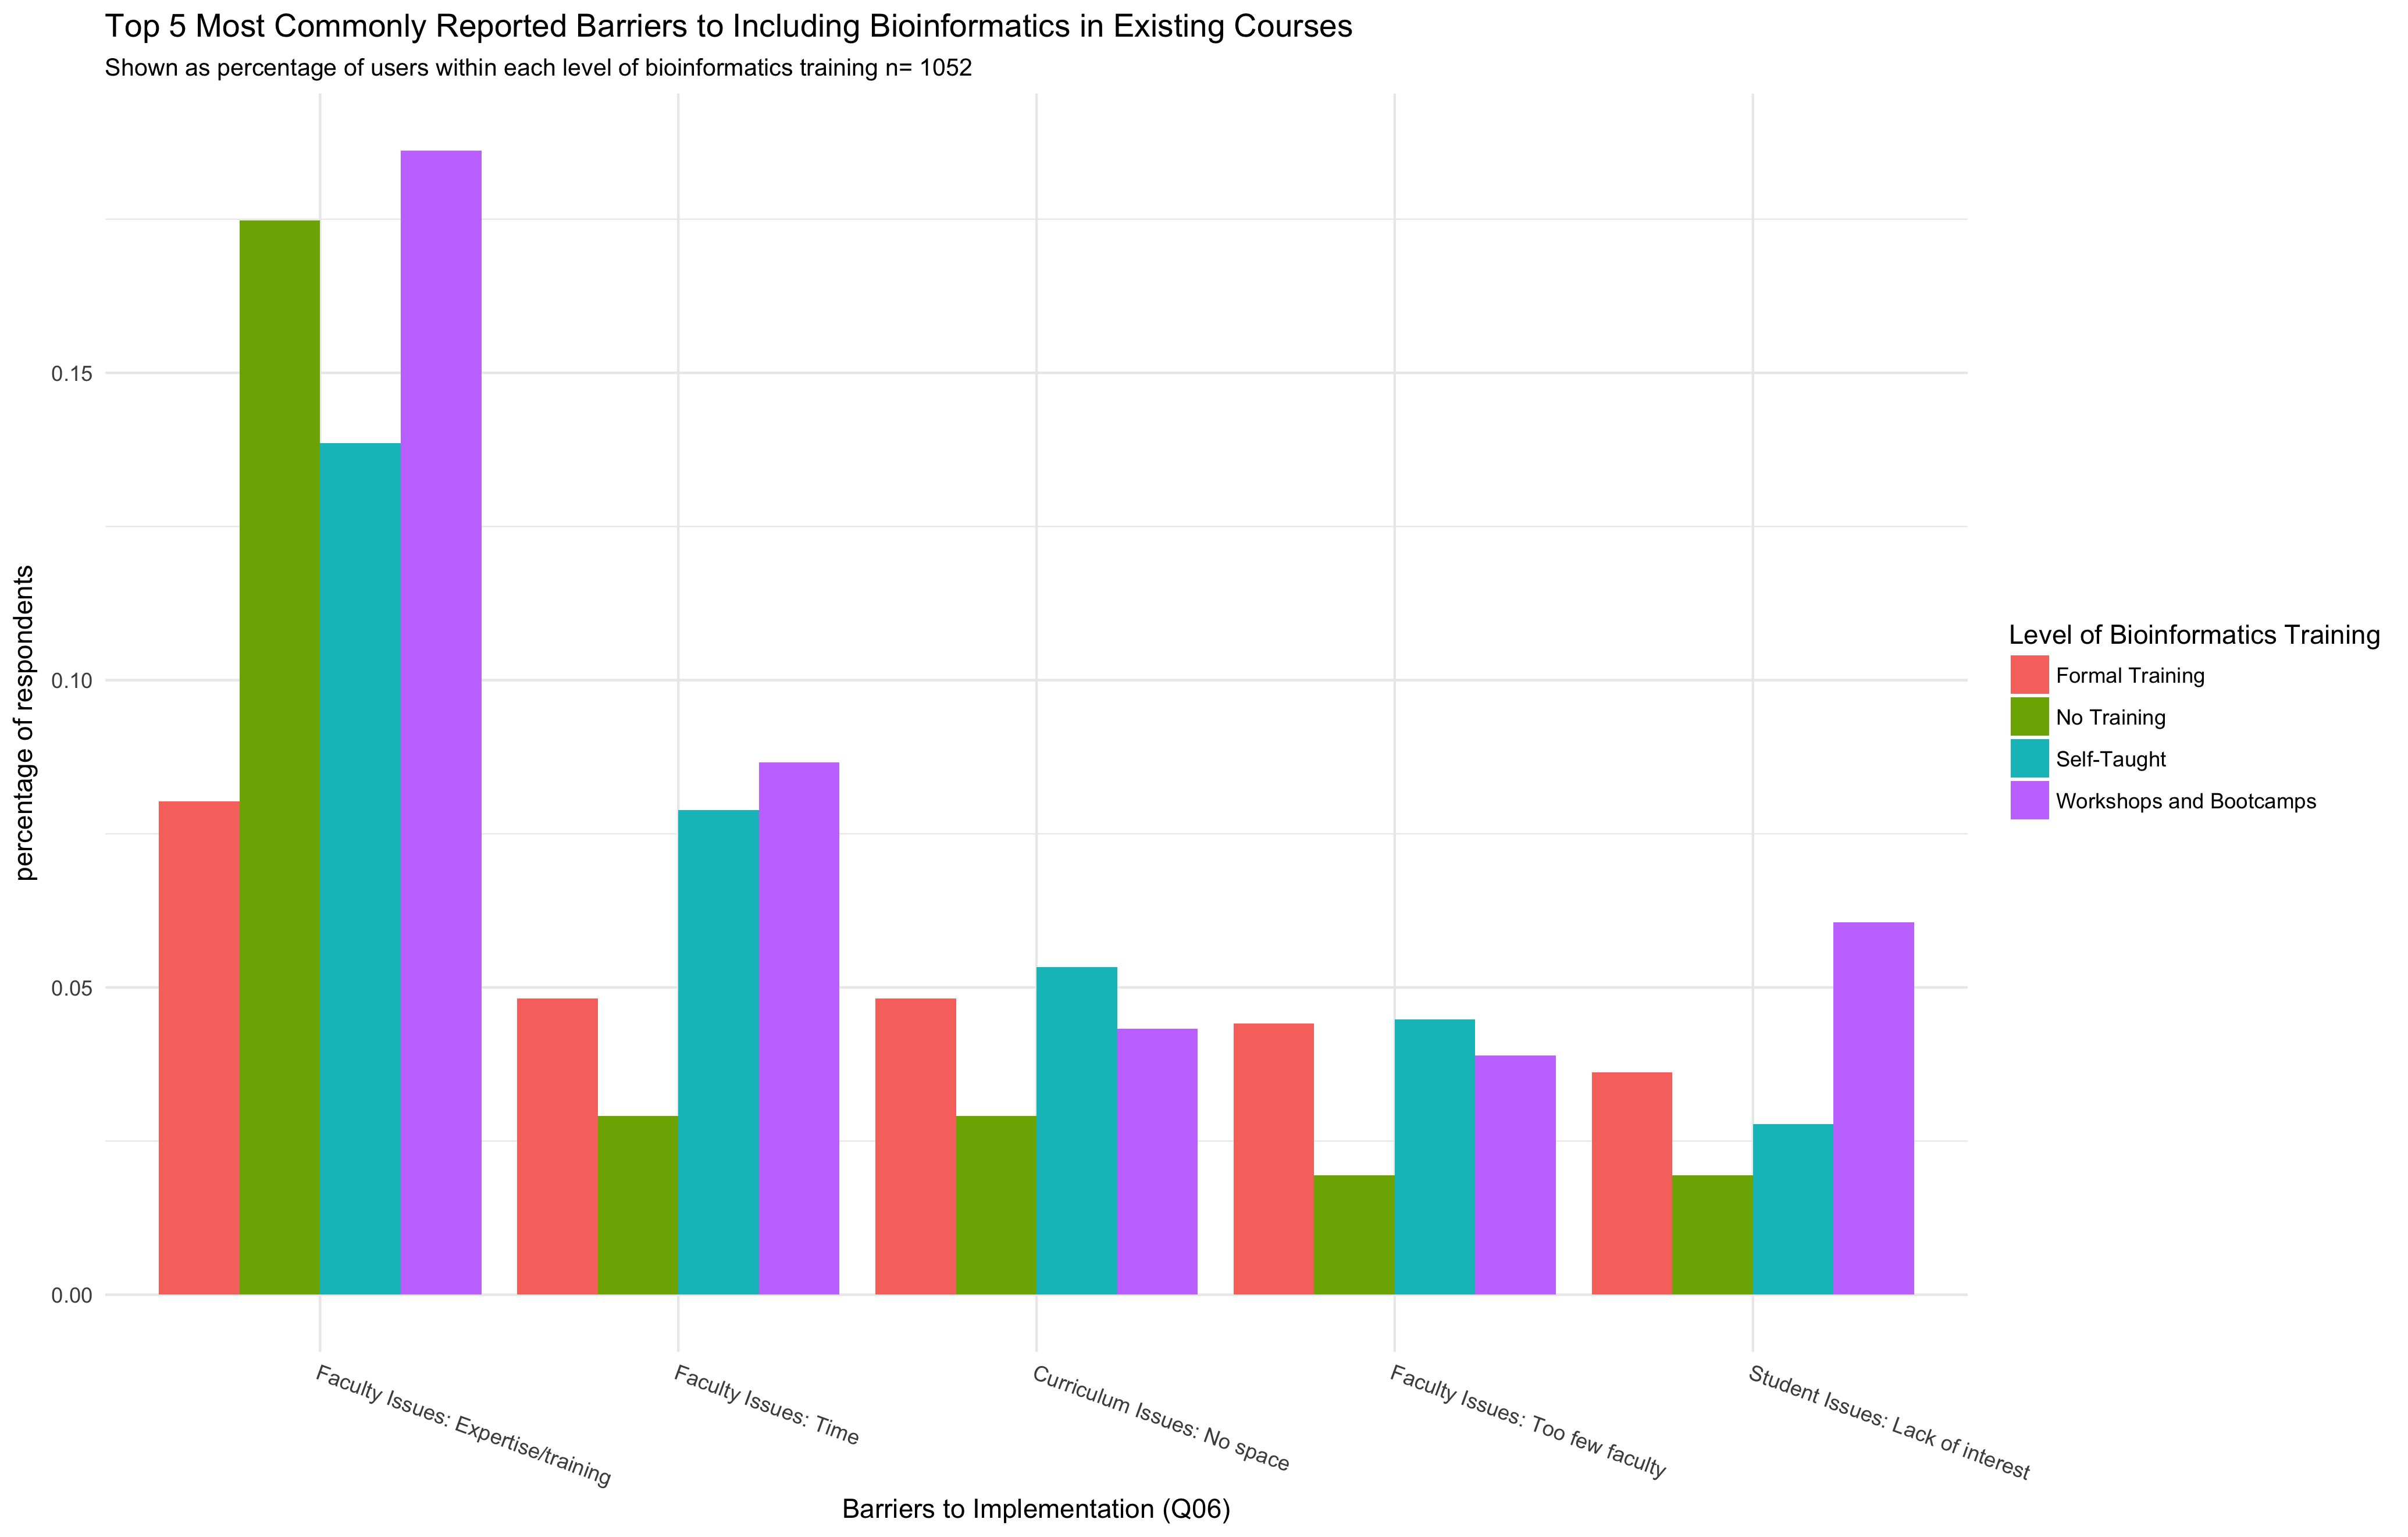 Top 5 Most Commonly Reported Barriers to Including Bioinformatics in Existing Courses
Shown as percentage of users within each level of bioinformatics training n= 1052
percentage of respondents
0.15
0.10
0.05
0.00
Faculty Issues: Expertise/training
Faculty Issues: Time
Curriculum Issues: No space
Faculty Issues: Too few faculty
Student Issues: Lack of interest
Barriers to Implementation (Q06)
Level of Bioinformatics Training
Formal Training
No Training
Self-Taught
Workshops and Bootcamps